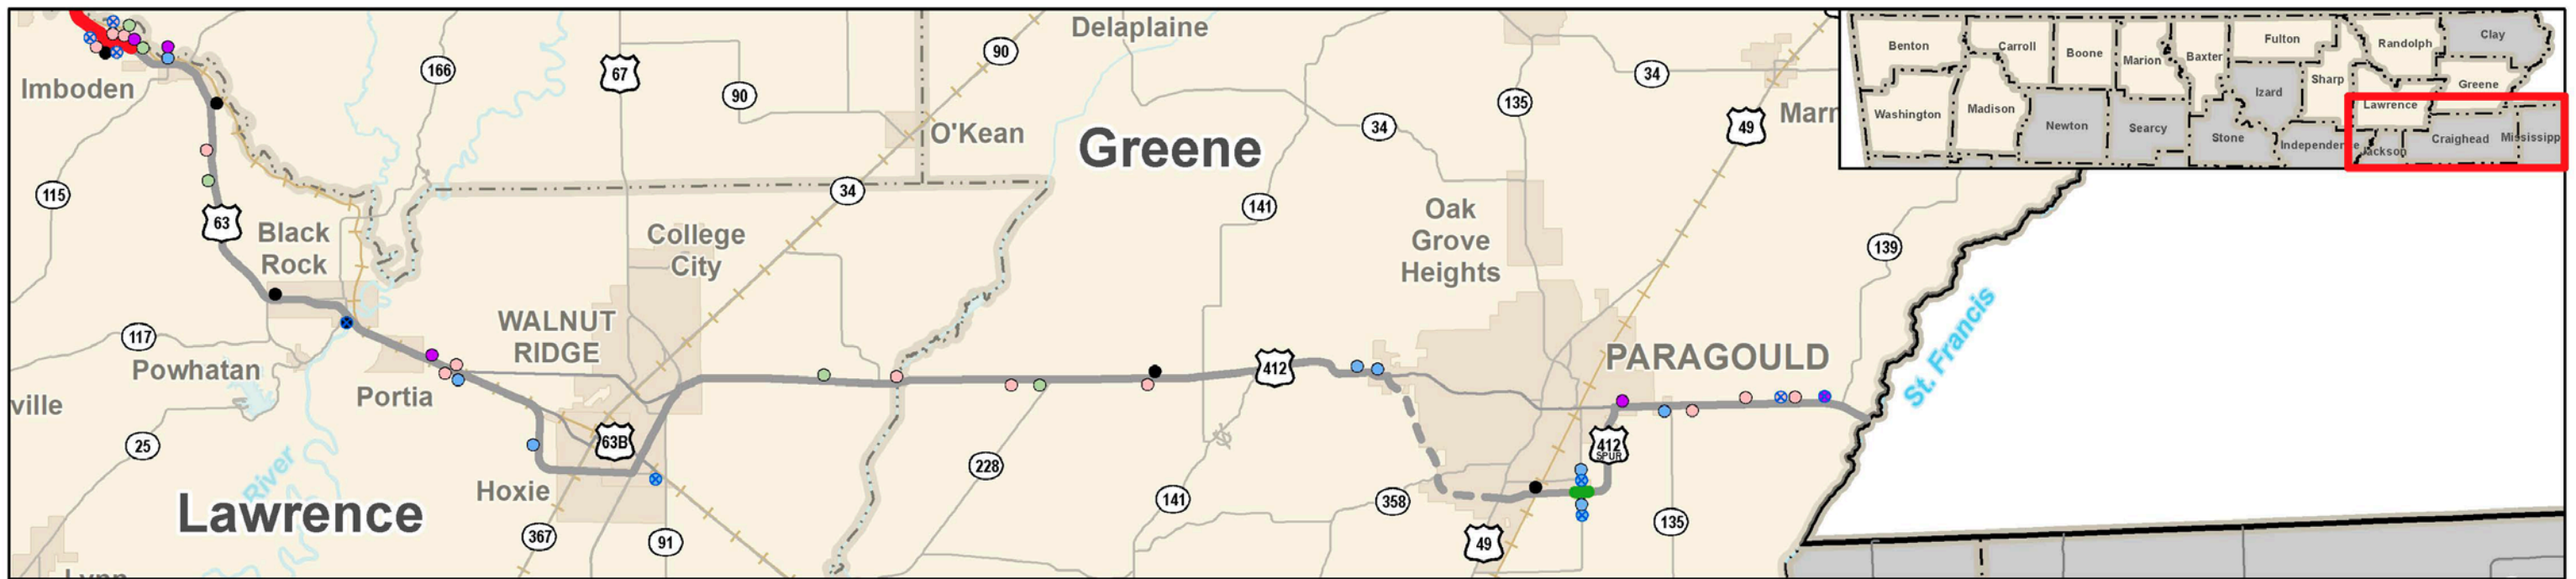 Imboden
166
67
90
90
Delaplaine
O'Kean
34
135
34
49
Marr
Greene
115
63
Black
Rock
College
City
34
141
Oak
Grove
Heights
139
St. Francis
117
Powhatan
Portia
WALNUT
RIDGE
412
PARAGOULD
ville
25
River
Lawrence
Hoxie
63B
367
91
228
141
358
49
412
SPUR
135
Benton
Carroll
Boone
Marion
Baxter
Fulton
Randolph
Clay
Izard
Sharp
Greene
Lawrence
Washington
Madison
Newton
Searcy
Stone
Independence
Jackson
Craighead
Mississipp